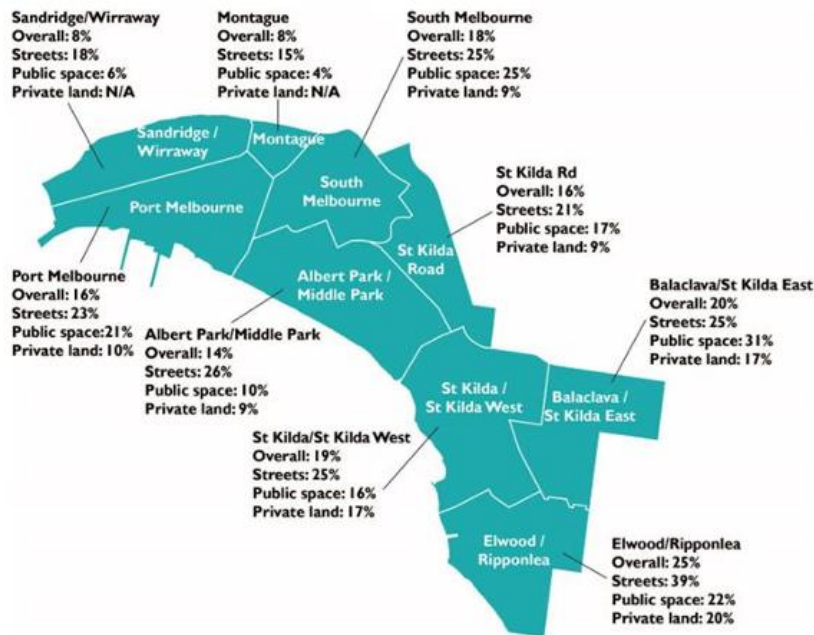 Sandridge/Wirraway
Overall: 8%
Streets: 18%
Public space: 6%
Private land: N/A
Montague
Overall: 8%
Streets: 15%
Public space: 4%
Private land: N/A
South Melbourne
Overall: 18%
Streets: 25%
Public space: 25%
Private land: 9%
Sandridge /
Wirraway
Montague
South
Melbourne
Port Melbourne
St Kilda Rd
Overall: 16%
Streets: 21%
Public space: 17%
Private land: 9%
St Kilda
Road
Albert Park /
Middle Park
Port Melbourne
Overall: 16%
Streets: 23%
Public space:21%
Private land: 10%
Albert Park/Middle Park
Overall: 14%
Streets: 26%
Public space: 10%
Private land: 9%
Balaclava/St Kilda East
Overall: 20%
Streets: 25%
Public space: 31%
Private land: 17%
St Kilda /
St Kilda West
Balaclava /
St Kilda East
St Kilda/St Kilda West
Overall: 19%
Streets: 25%
Public space: 16%
Private land: 17%
Elwood /
Ripponlea
Elwood/Ripponlea
Overall: 25%
Streets: 39%
Public space: 22%
Private land: 20%